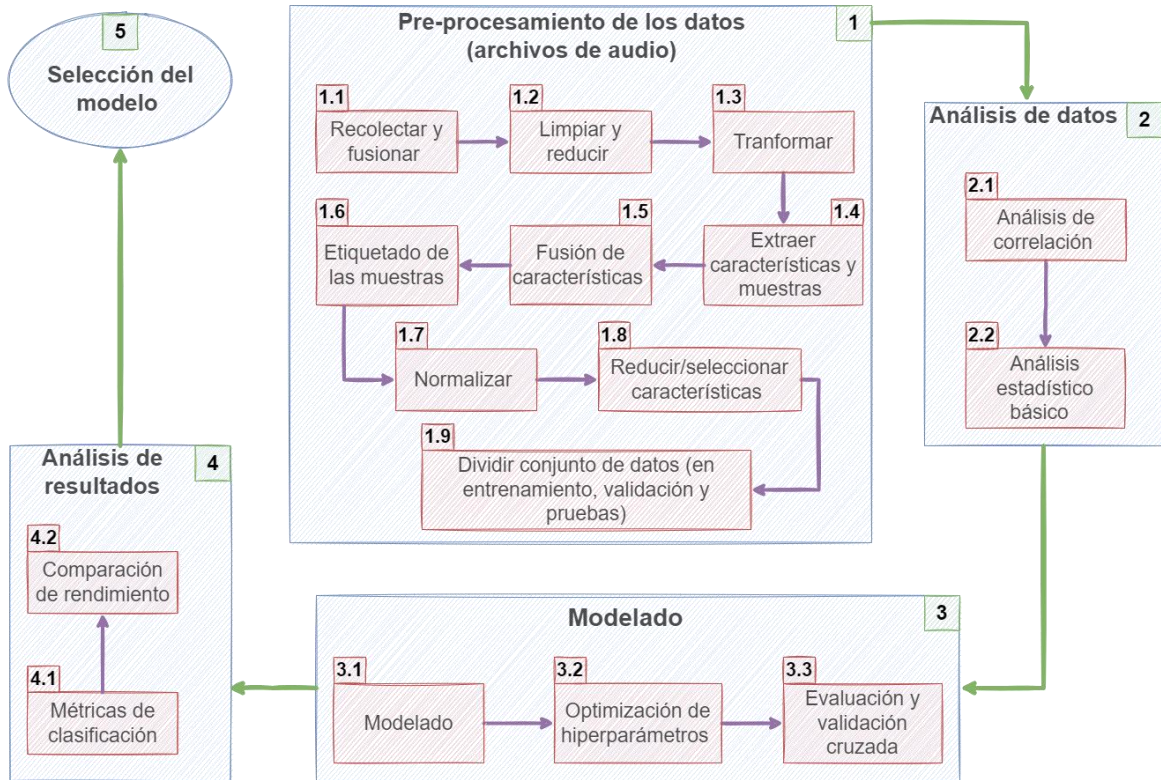 5
Selección del
modelo
Pre-procesamiento de los datos
(archivos de audio)
1
1.1
Recolectar y
fusionar
1.2
Limpiar y
reducir
1.3
Tranformar
1.4
Extraer
características y
muestras
1.5
Fusión de
características
1.6
Etiquetado de
las muestras
1.7
Normalizar
1.8
Reducir/seleccionar
características
1.9
Dividir conjunto de datos (en
entrenamiento, validación y
pruebas)
Análisis de datos
2
2.1
Análisis de
correlación
2.2
Análisis
estadístico
básico
Modelado
3
3.1
Modelado
3.2
Optimización de
hiperparámetros
3.3
Evaluación y
validación
cruzada
Análisis de
resultados
4
4.2
Comparación
de rendimiento
4.1
Métricas de
clasificación